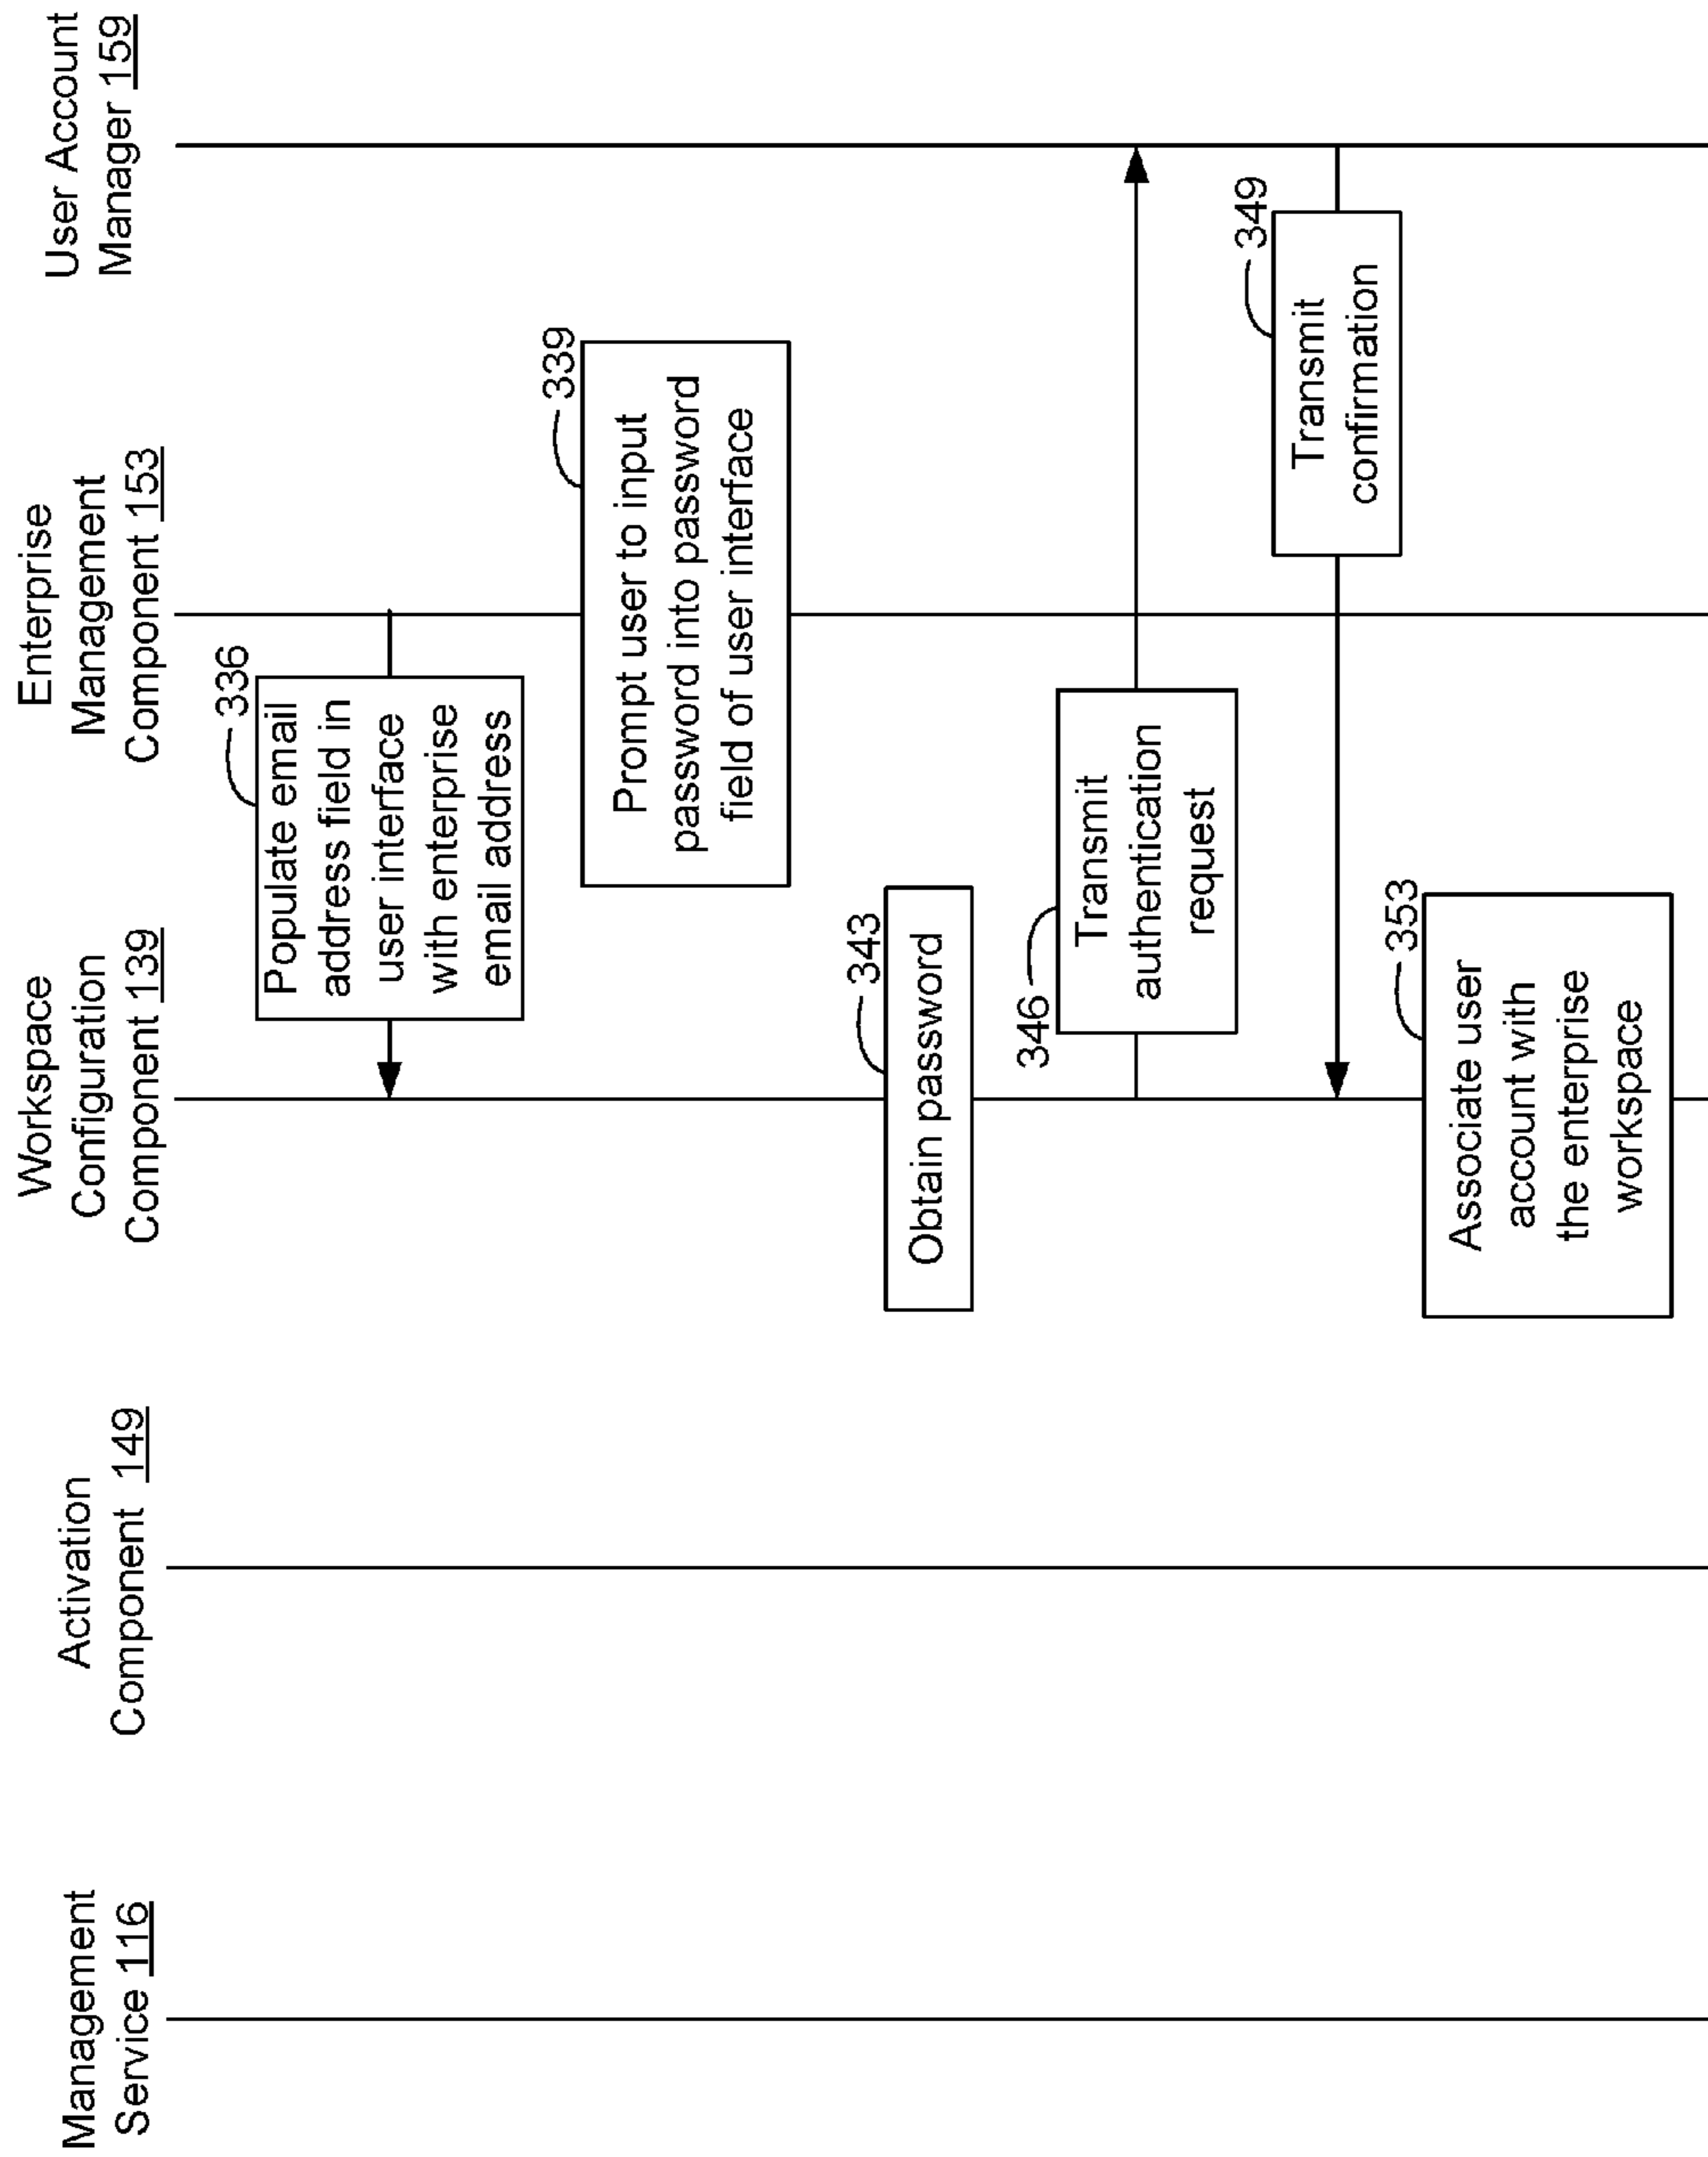 Management
Service 116
Activation
Component 149
Workspace
Configuration
Component 139
Enterprise
Management
Component 153
User Account
Manager 159
336
Populate email
address field in
user interface
with enterprise
email address
339
Prompt user to input
password into password
field of user interface
343
Obtain password
346
Transmit
authentication
request
349
Transmit
confirmation
353
Associate user
account with
the enterprise
workspace